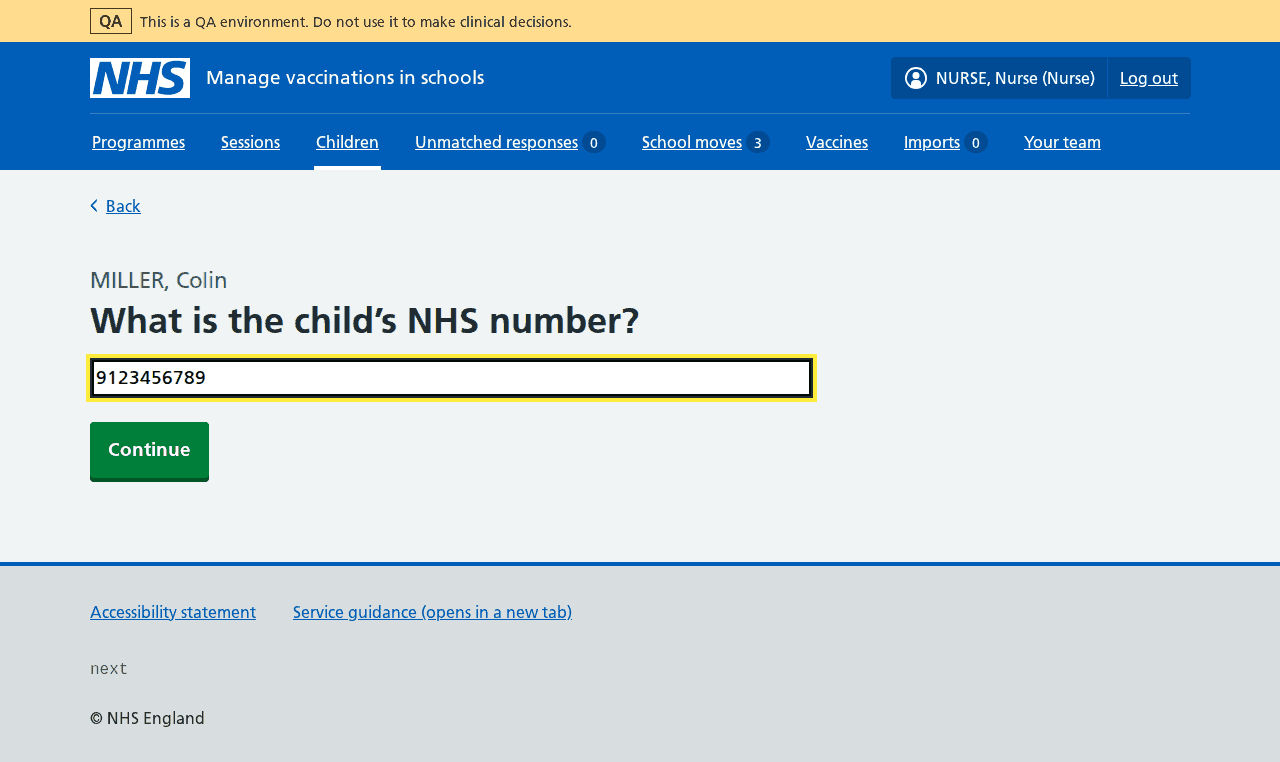 QA This is a QA environment. Do not use it to make clinical decisions.
NHS Manage vaccinations in schools
NURSE, Nurse (Nurse) Log out
Programmes Sessions Children Unmatched responses 0 School moves 3 Vaccines Imports 0 Your team
Back
MILLER, Colin
What is the child’s NHS number?
9123456789
Continue
Accessibility statement Service guidance (opens in a new tab)
next
© NHS England